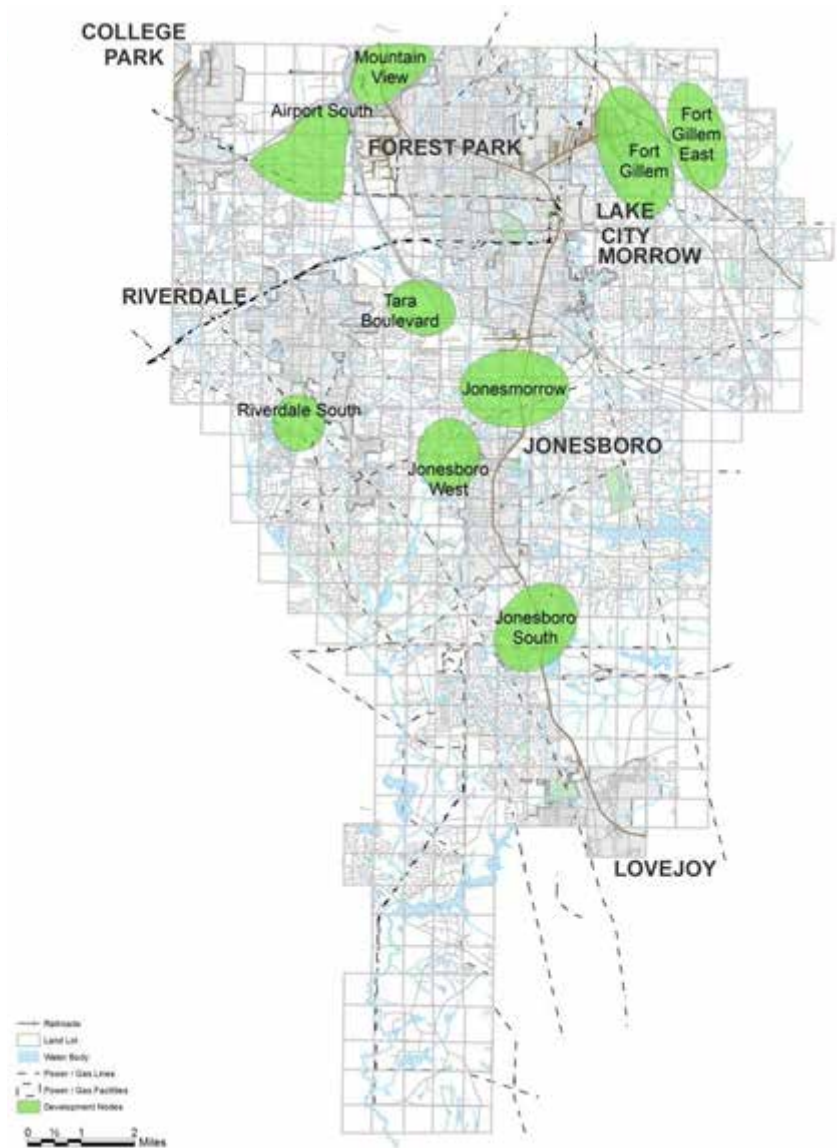 COLLEGE
PARK
Mountain
View
Airport South
FOREST PARK
Fort
Gillem
Fort
Gillem
East
LAKE
CITY
MORROW
RIVERDALE
Tara
Boulevard
Jonesmorrow
Riverdale South
JONESBORO
Jonesboro
West
Jonesboro
South
LOVEJOY
Railroads
Land Lot
Water Body
Power / Gas Lines
Power / Gas Facilities
Development Nodes
0 ½ 1 2
Miles